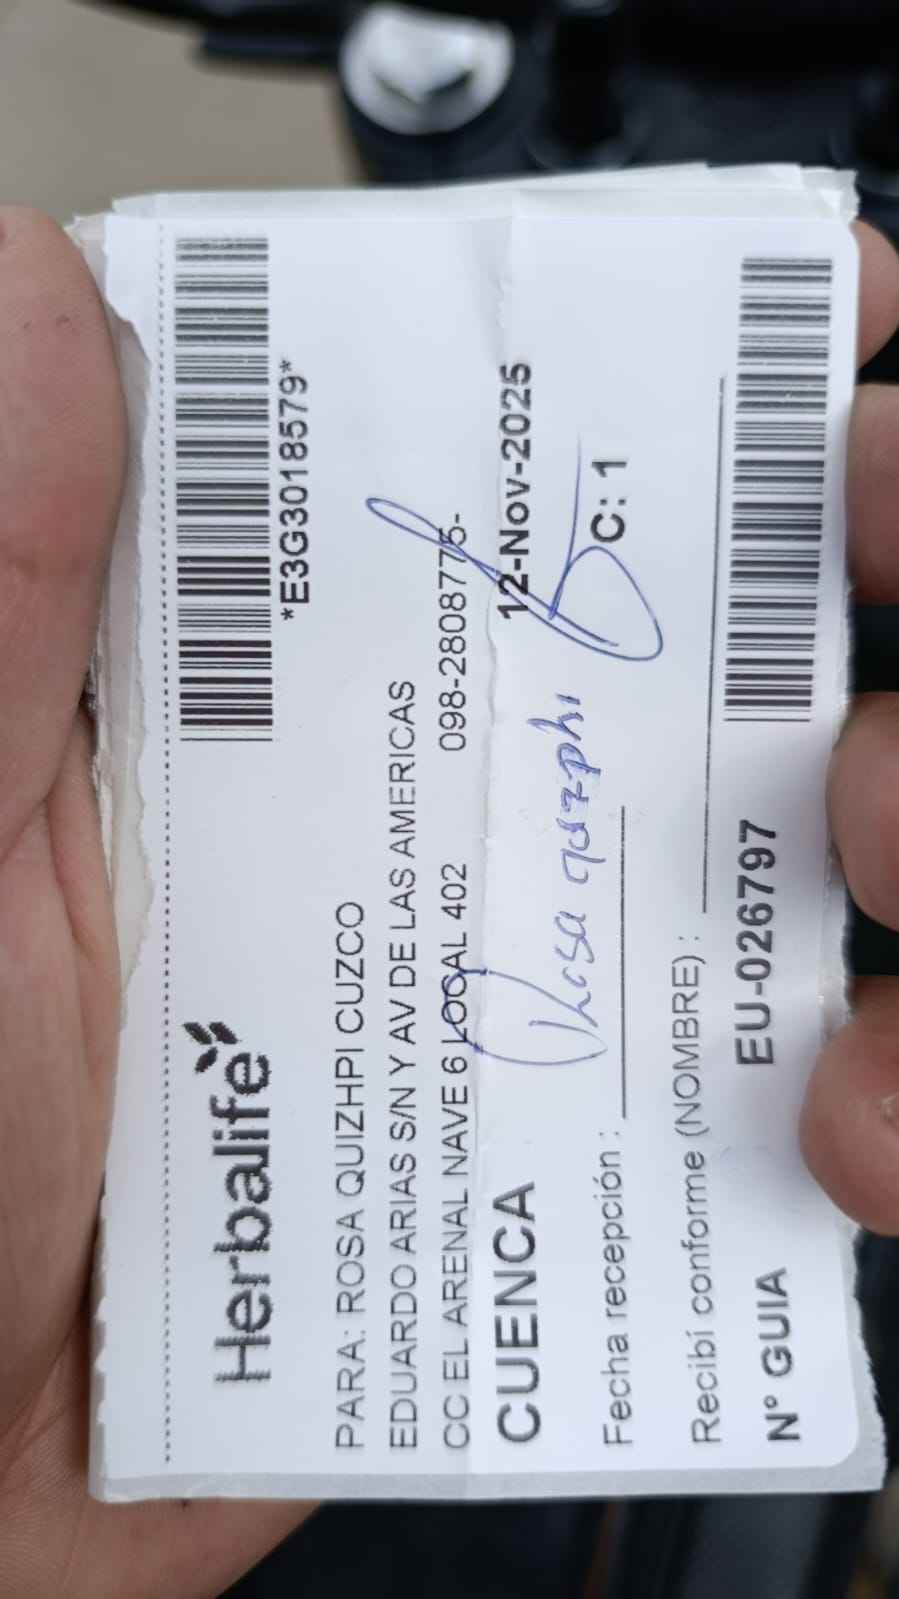 Herbalife
*E3G3018579*
PARA: ROSA QUIZHPI CUZCO
EDUARDO ARIAS S/N Y AV DE LAS AMERICAS
CC EL ARENAL NAVE 6 LOCAL 402 098-2808775-
CUENCA 12-Nov-2025
Rosa quizphi
Fecha recepción : C: 1
Recibí conforme (NOMBRE) :
N° GUIA EU-026797